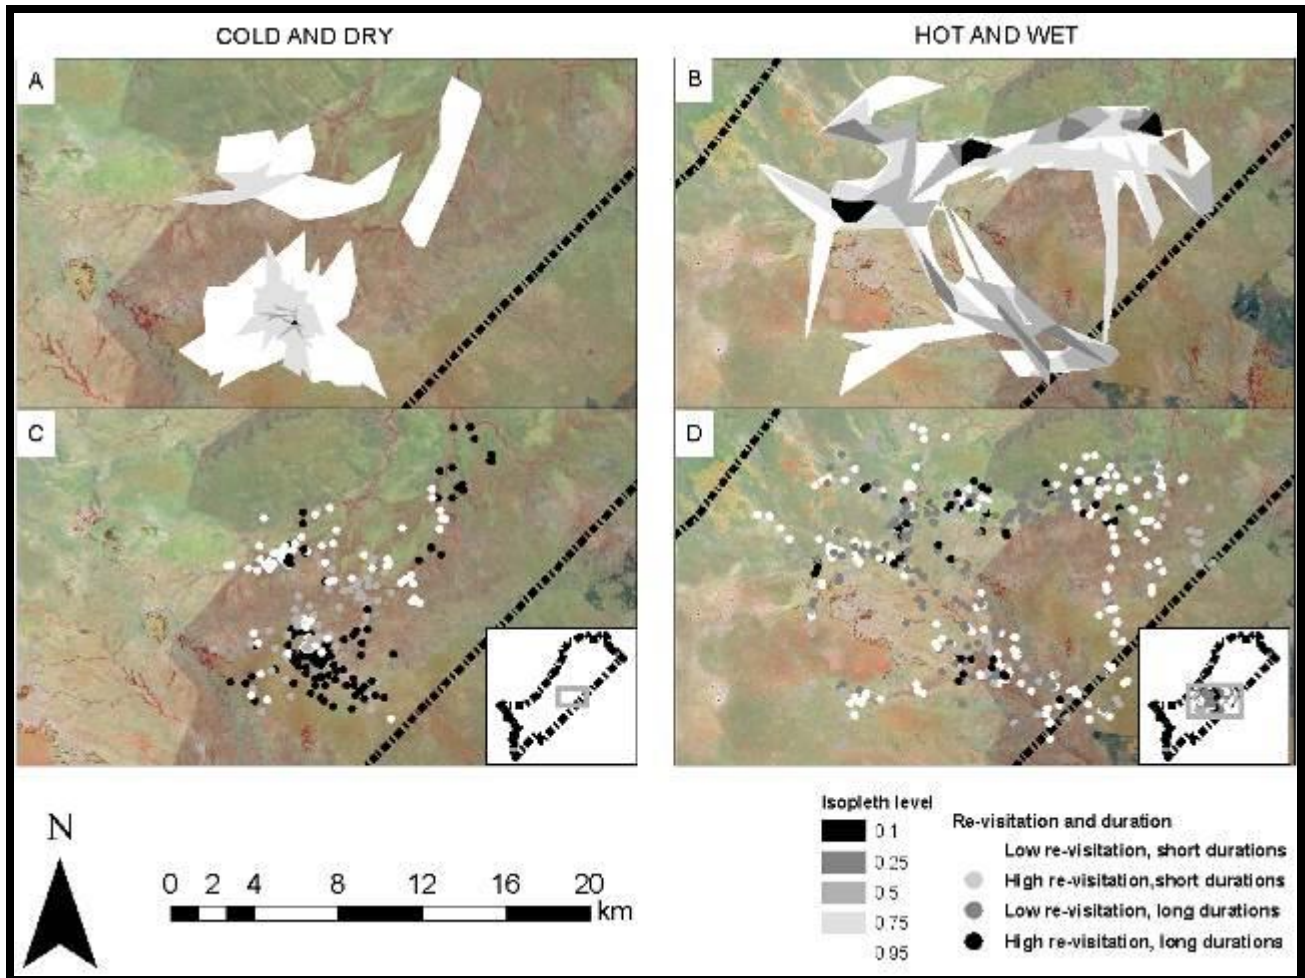 COLD AND DRY
HOT AND WET
A
B
C
D
N
0 2 4 8 12 16 20
km
Isopleth level
0.1
0.25
0.5
0.75
0.95
Re-visitation and duration
Low re-visitation, short durations
High re-visitation,short durations
Low re-visitation, long durations
High re-visitation, long durations